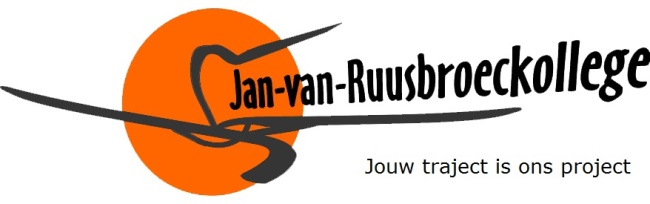 Jan-van-Ruusbroeckollege
Jouw traject is ons project